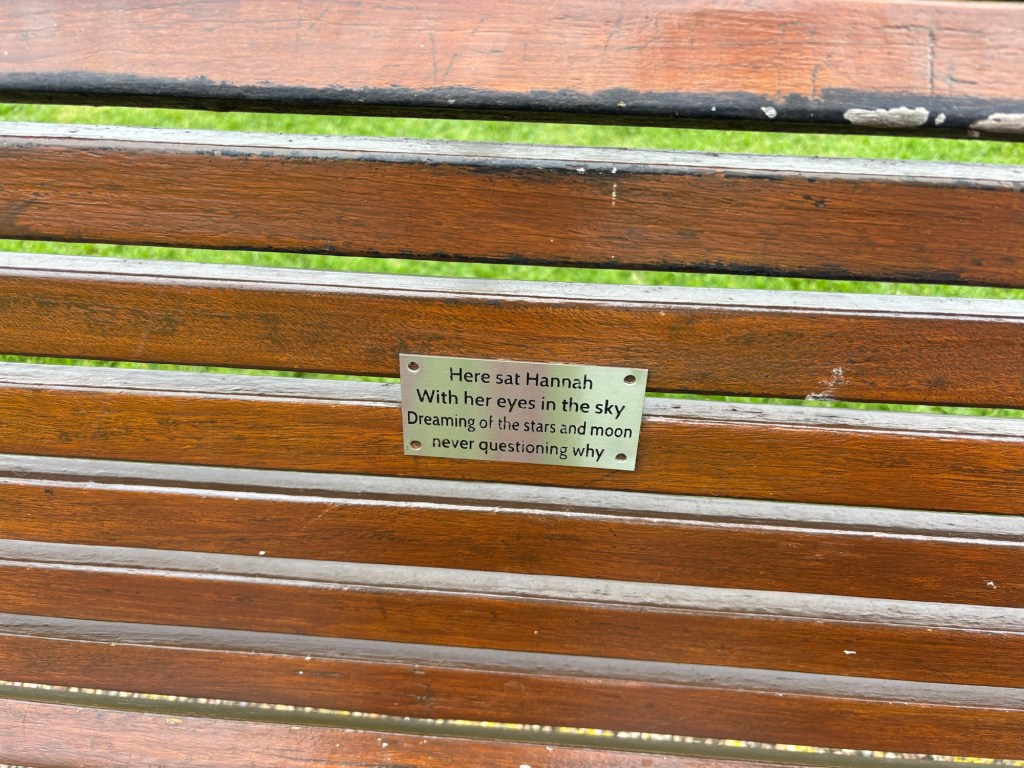 Here sat Hannah
With her eyes in the sky
Dreaming of the stars and moon
never questioning why